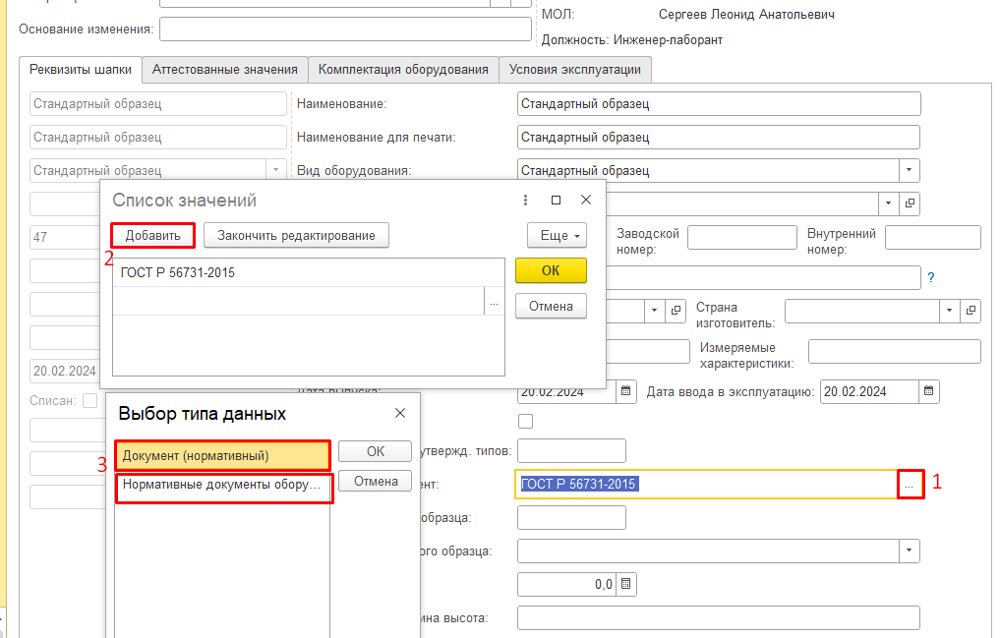 МОЛ: Сергеев Леонид Анатольевич
Основание изменения:
Должность: Инженер-лаборант
Реквизиты шапки Аттестованные значения Комплектация оборудования Условия эксплуатации
Стандартный образец Наименование: Стандартный образец
Стандартный образец Наименование для печати: Стандартный образец
Стандартный образец Вид оборудования: Стандартный образец
Список значений
Добавить Закончить редактирование Еще
2
47
Заводской номер:
Внутренний номер:
ГОСТ Р 56731-2015
ОК
...
Отмена
?
Страна изготовитель:
Измеряемые характеристики:
20.02.2024
Дата выпуска: 20.02.2024 Дата ввода в эксплуатацию: 20.02.2024
Списан:
Выбор типа данных
3
Документ (нормативный) ОК
Нормативные документы обору... Отмена
утвержд. типов:
ент: ГОСТ Р 56731-2015 ... 1
образца:
ого образца:
0,0
ина высота: